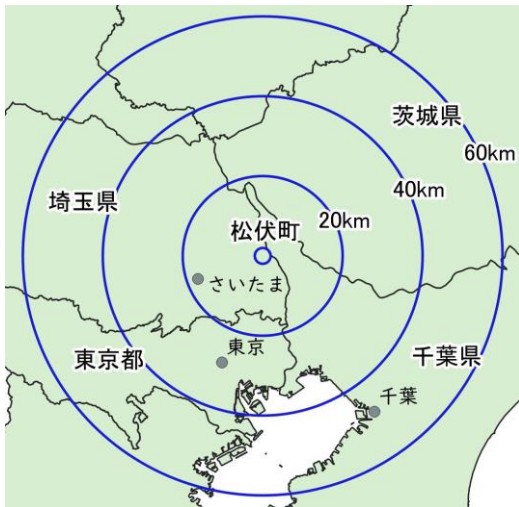 茨城県
60km
40km
埼玉県
20km
松伏町
さいたま
東京
東京都
千葉県
千葉